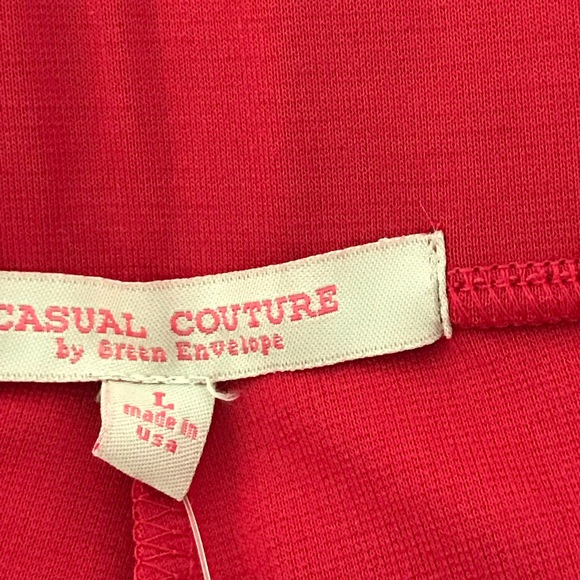 CASUAL COUTURE
by Green Envelope
L
made in
usa